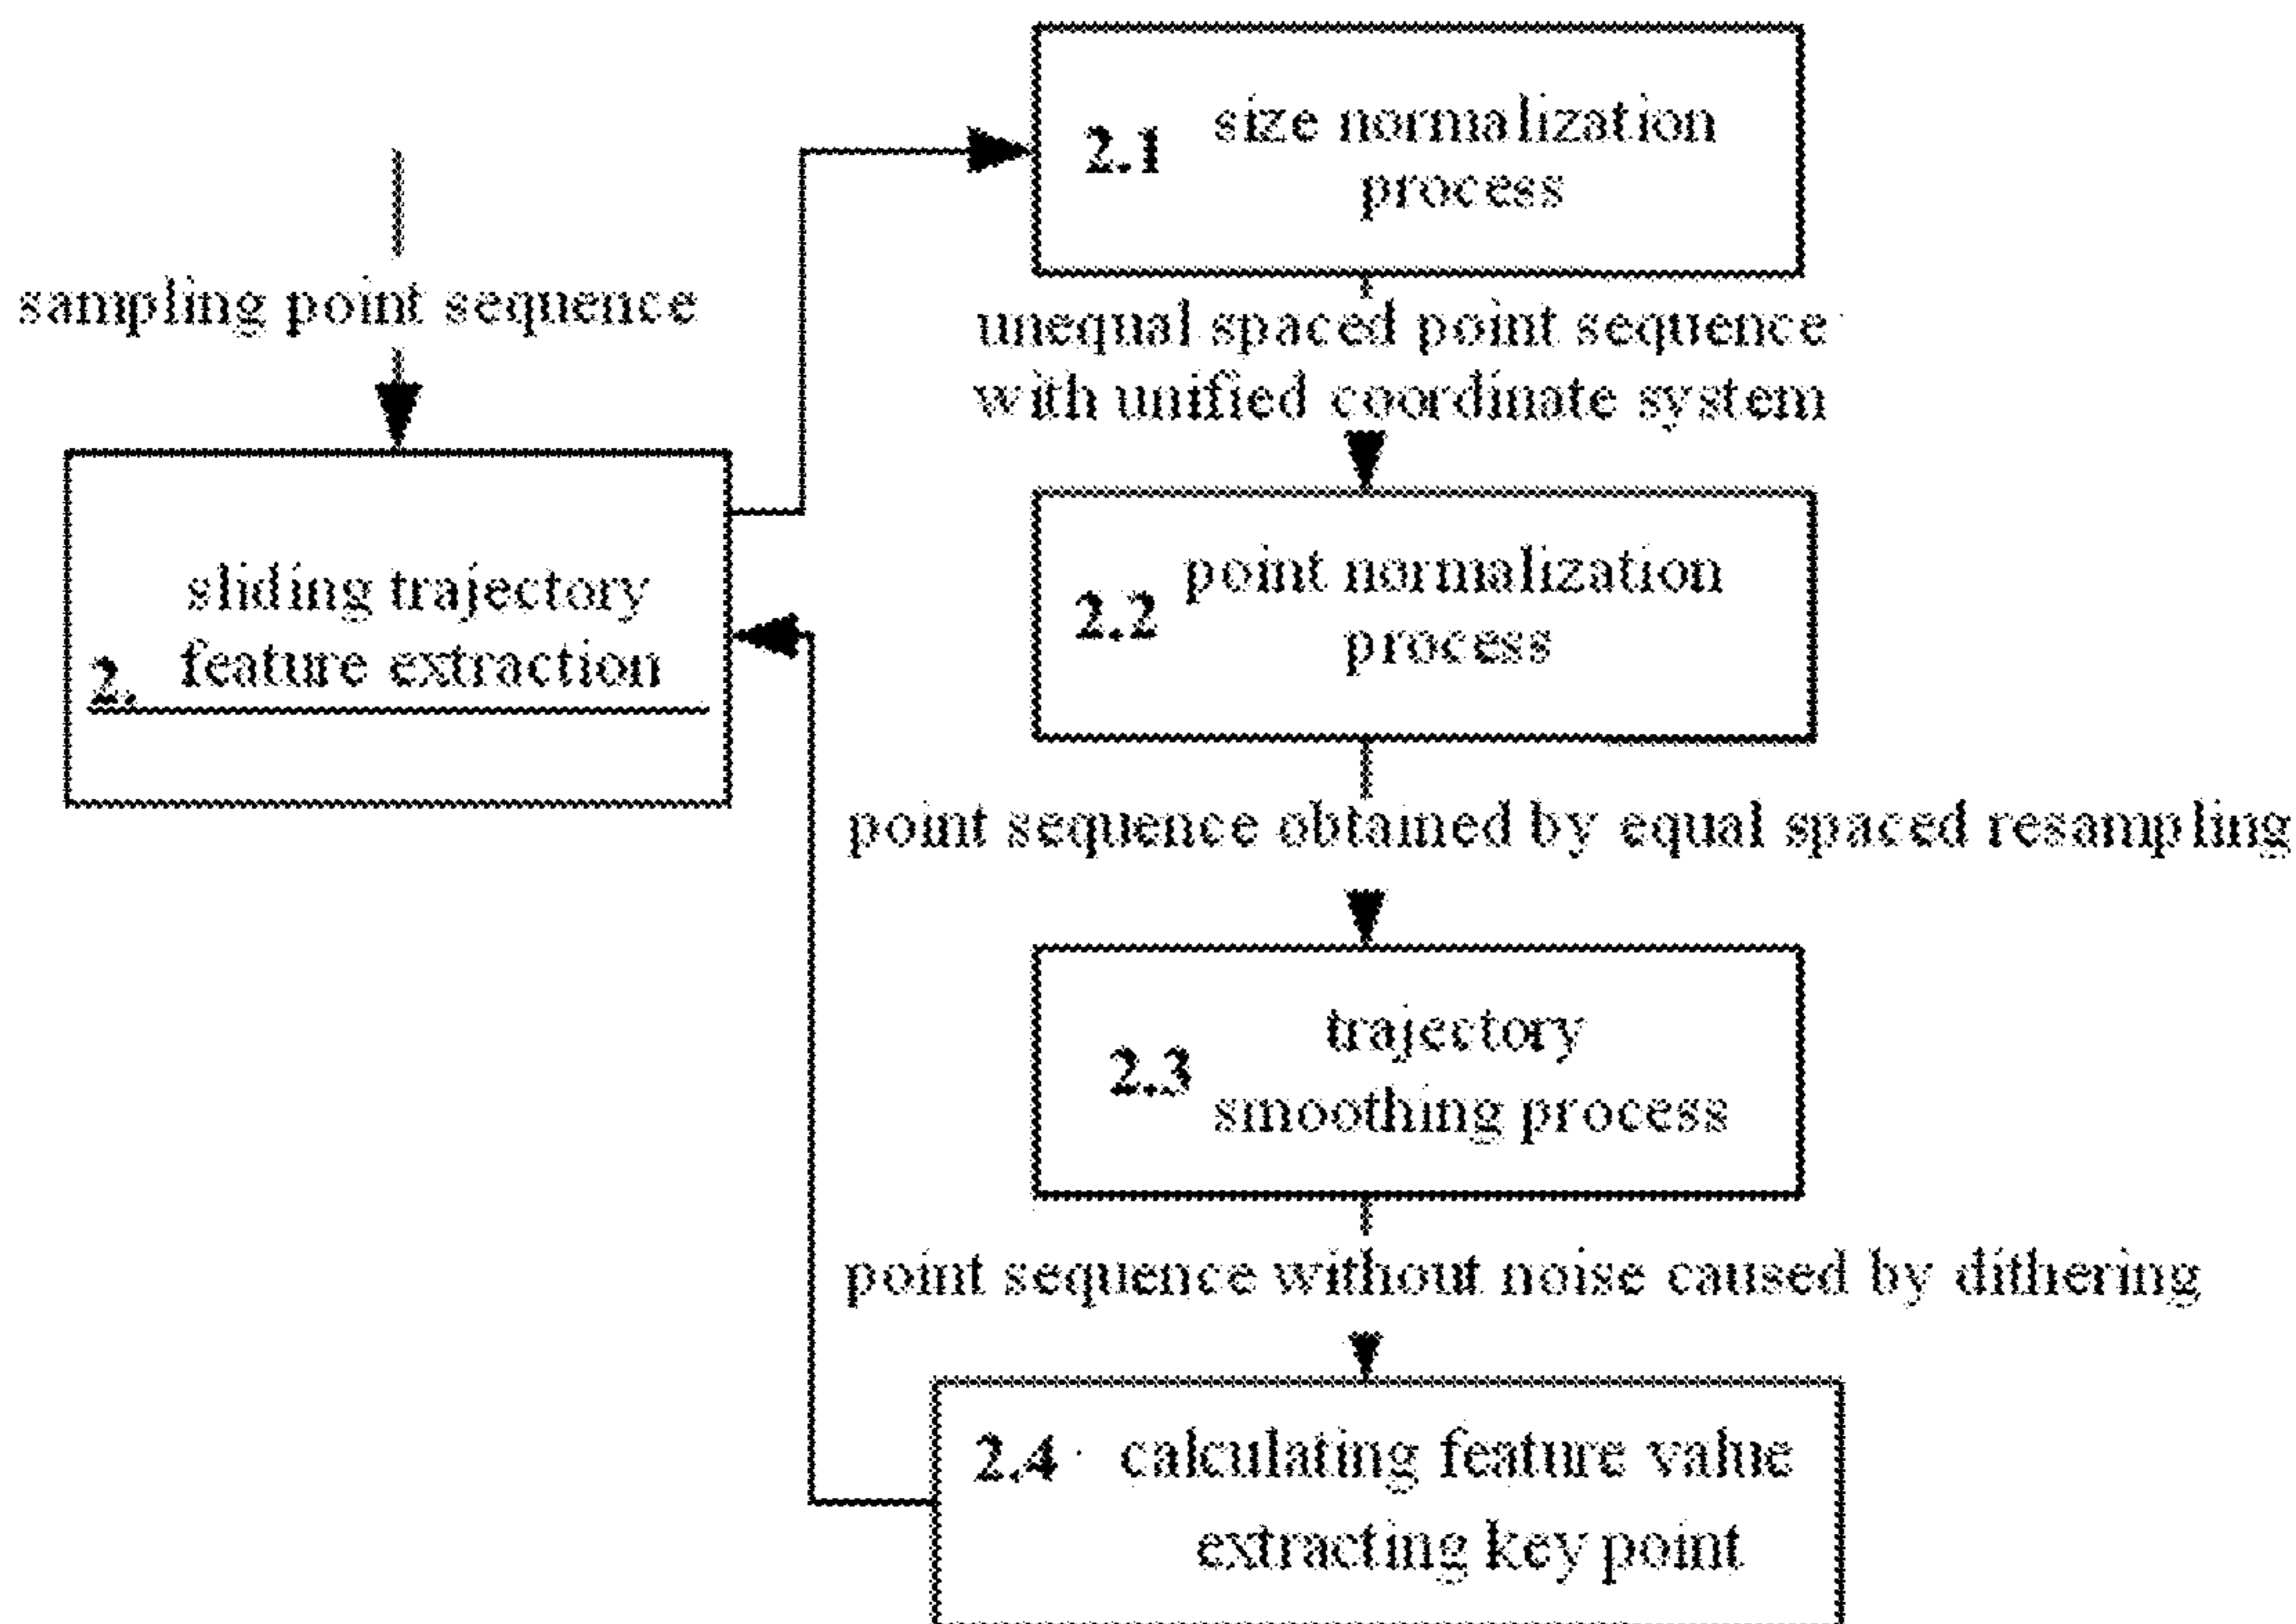 sampling point sequence
2. sliding trajectory
feature extraction
2.1 size normalization
process
unequal spaced point sequence
with unified coordinate system
2.2 point normalization
process
point sequence obtained by equal spaced resampling
2.3 trajectory
smoothing process
point sequence without noise caused by dithering
2.4 calculating feature value
extracting key point